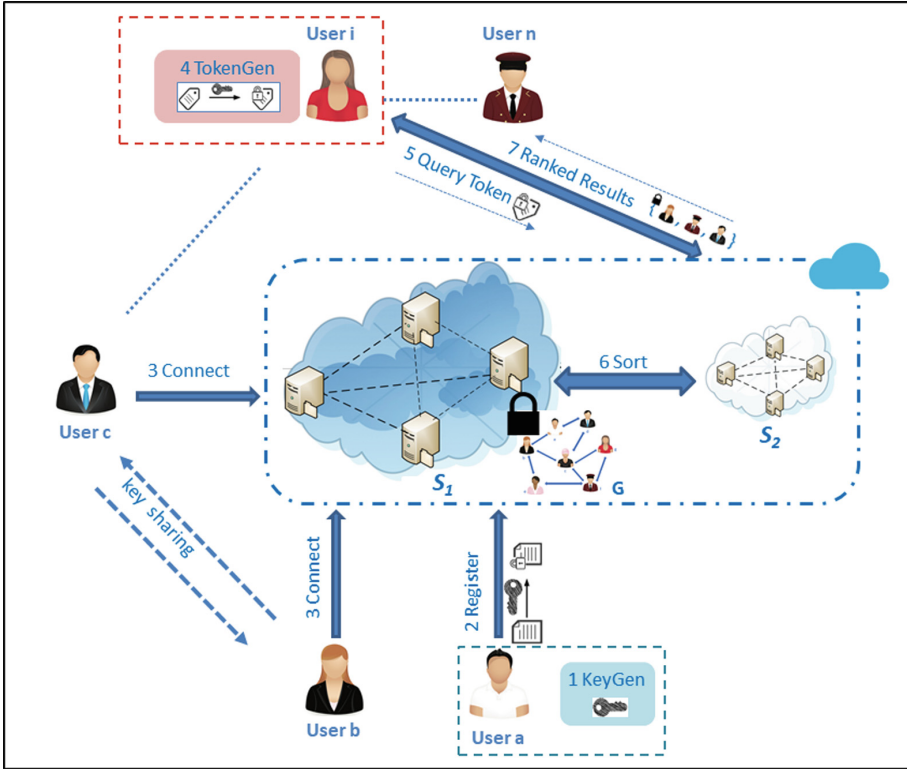 User i
User n
4 TokenGen
7 Ranked Results
{ , , , }
5 Query Token
3 Connect
6 Sort
User c
S2
S1
G
key sharing
3 Connect
2 Register
1 KeyGen
User b
User a